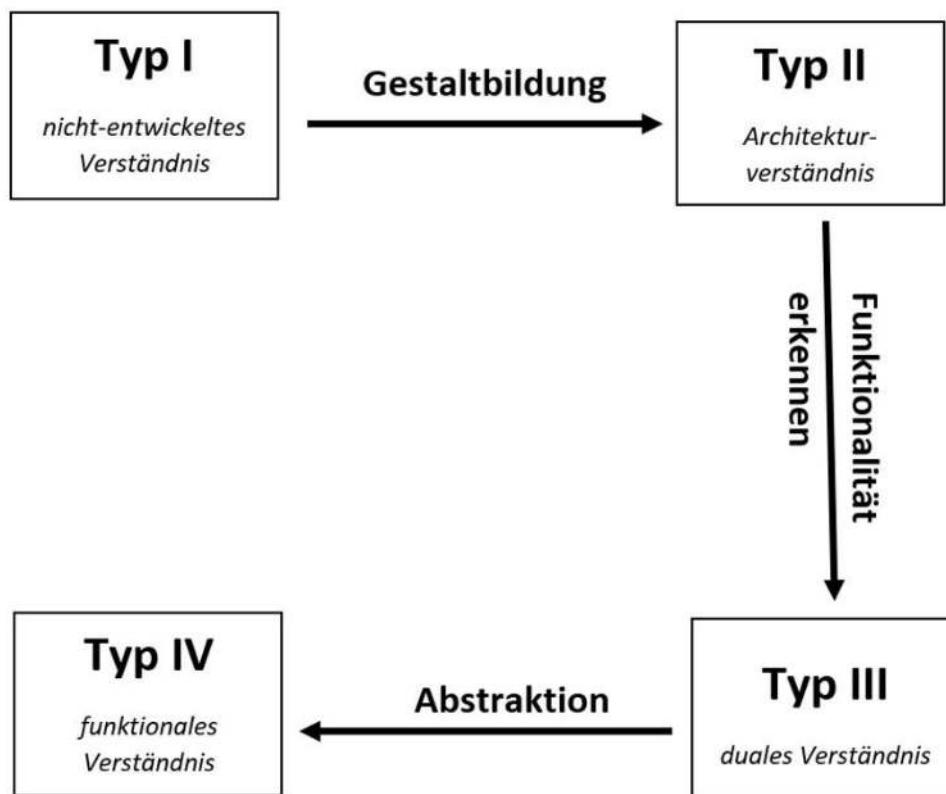 Typ I
nicht-entwickeltes
Verständnis
Gestaltbildung
Typ II
Architektur-
verständnis
Funktionalität
erkennen
Typ III
duales Verständnis
Abstraktion
Typ IV
funktionales
Verständnis